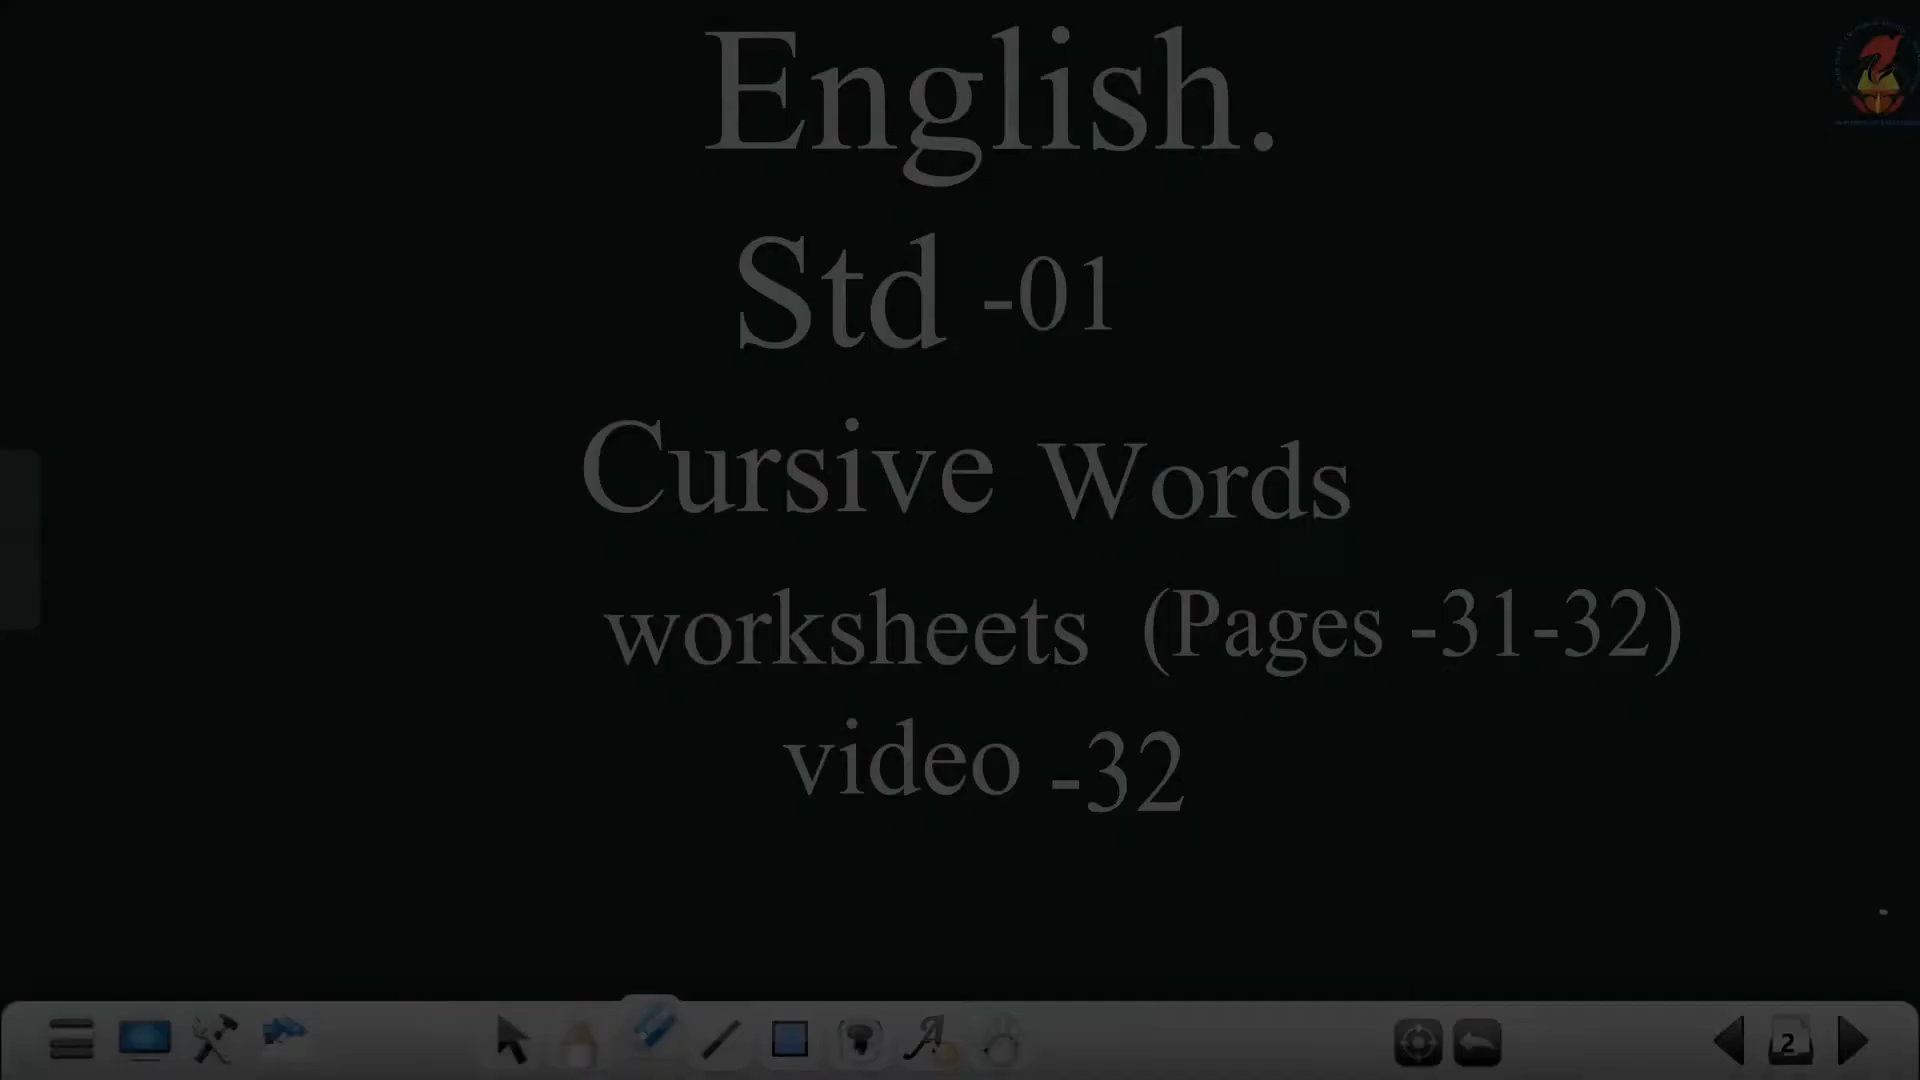 English.
Std -01
Cursive Words
worksheets (Pages -31-32)
video -32
2